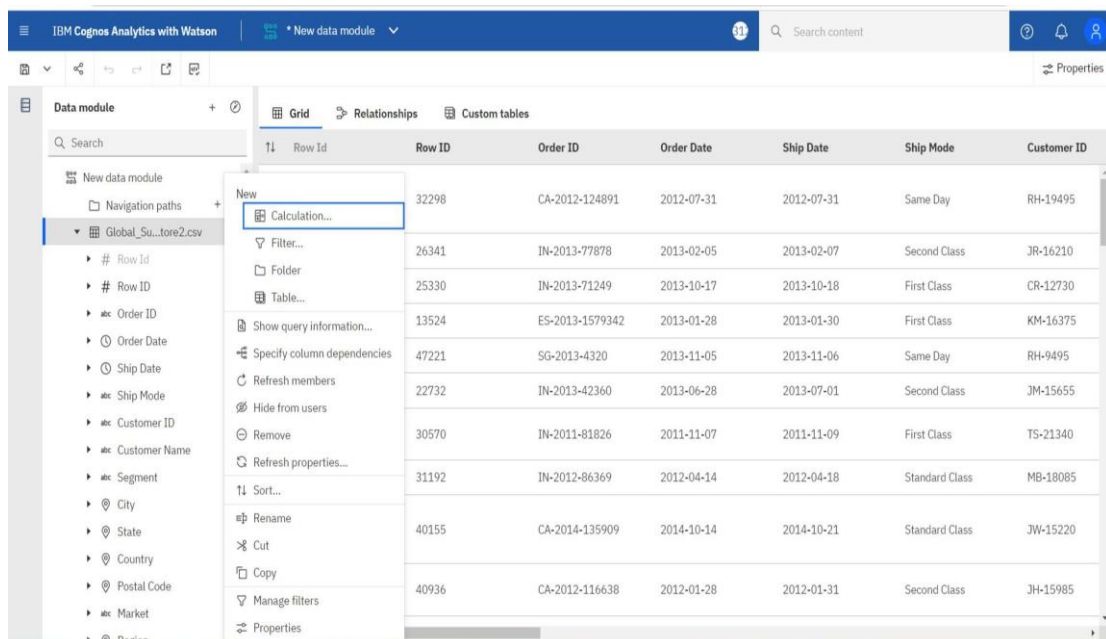 IBM Cognos Analytics with Watson
* New data module
31
Search content
Properties
Data module
Grid
Relationships
Custom tables
Search
Row Id
Row ID
Order ID
Order Date
Ship Date
Ship Mode
Customer ID
New data module
Navigation paths
Global_Su...tore2.csv
# Row Id
# Row ID
abc Order ID
Order Date
Ship Date
abc Ship Mode
abc Customer ID
abc Customer Name
abc Segment
City
State
Country
Postal Code
abc Market
New
Calculation...
Filter...
Folder
Table...
Show query information...
Specify column dependencies
Refresh members
Hide from users
Remove
Refresh properties...
Sort...
Rename
Cut
Copy
Manage filters
Properties
32298 CA-2012-124891 2012-07-31 2012-07-31 Same Day RH-19495
26341 IN-2013-77878 2013-02-05 2013-02-07 Second Class JR-16210
25330 IN-2013-71249 2013-10-17 2013-10-18 First Class CR-12730
13524 ES-2013-1579342 2013-01-28 2013-01-30 First Class KM-16375
47221 SG-2013-4320 2013-11-05 2013-11-06 Same Day RH-9495
22732 IN-2013-42360 2013-06-28 2013-07-01 Second Class JM-15655
30570 IN-2011-81826 2011-11-07 2011-11-09 First Class TS-21340
31192 IN-2012-86369 2012-04-14 2012-04-18 Standard Class MB-18085
40155 CA-2014-135909 2014-10-14 2014-10-21 Standard Class JW-15220
40936 CA-2012-116638 2012-01-28 2012-01-31 Second Class JH-15985